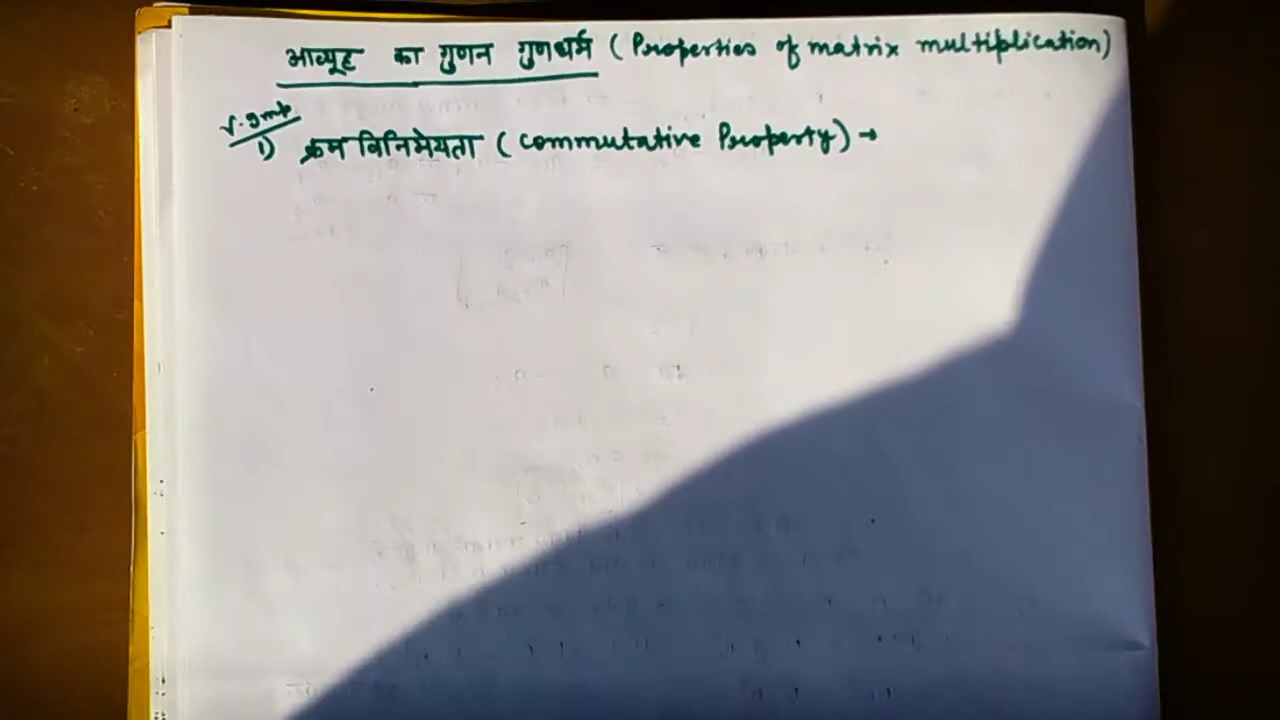 आव्यूह का गुणन गुणधर्म (Properties of matrix multiplication)
V.Imp
1) क्रम विनिमेयता (commutative Property) →